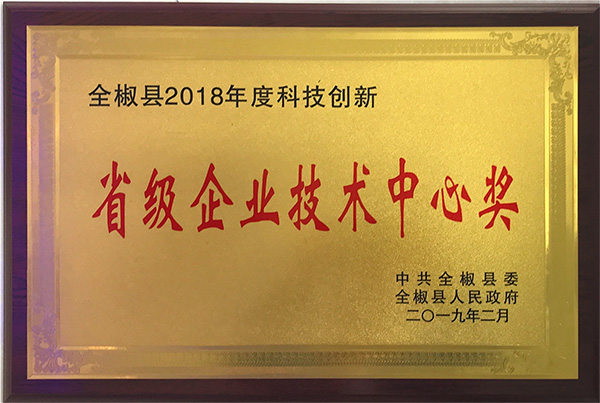 全椒县2018年度科技创新
省级企业技术中心奖
中共全椒县委
全椒县人民政府
二〇一九年二月